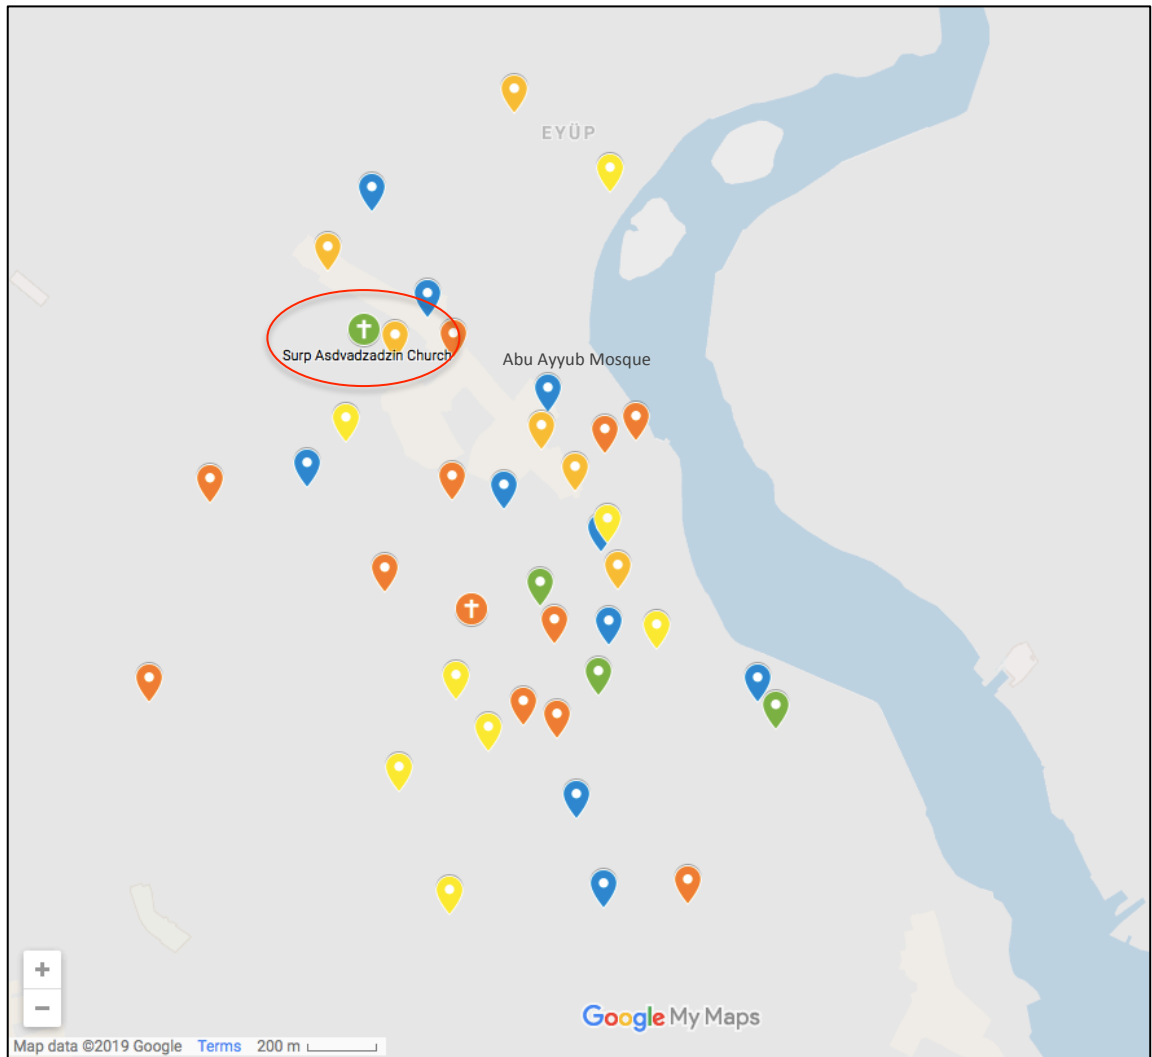 EYÜP
Surp Asdvadzadzin Church
Abu Ayyub Mosque
+
−
Google My Maps
Map data ©2019 Google Terms 200 m